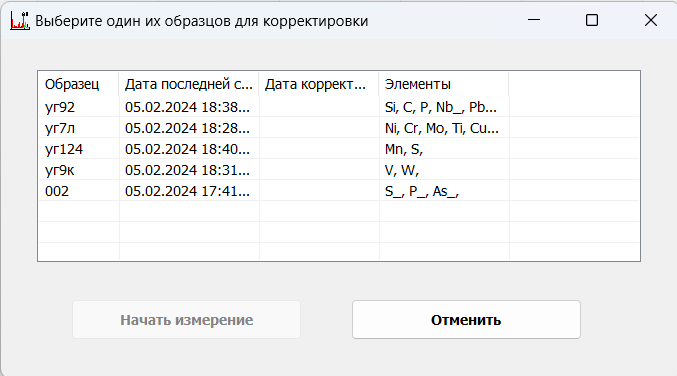 Выберите один их образцов для корректировки
Образец Дата последней с... Дата коррект... Элементы
уг92 05.02.2024 18:38... Si, C, P, Nb_, Pb...
уг7л 05.02.2024 18:28... Ni, Cr, Mo, Ti, Cu...
уг124 05.02.2024 18:40... Mn, S,
уг9к 05.02.2024 18:31... V, W,
002 05.02.2024 17:41... S_, P_, As_,
Начать измерение Отменить